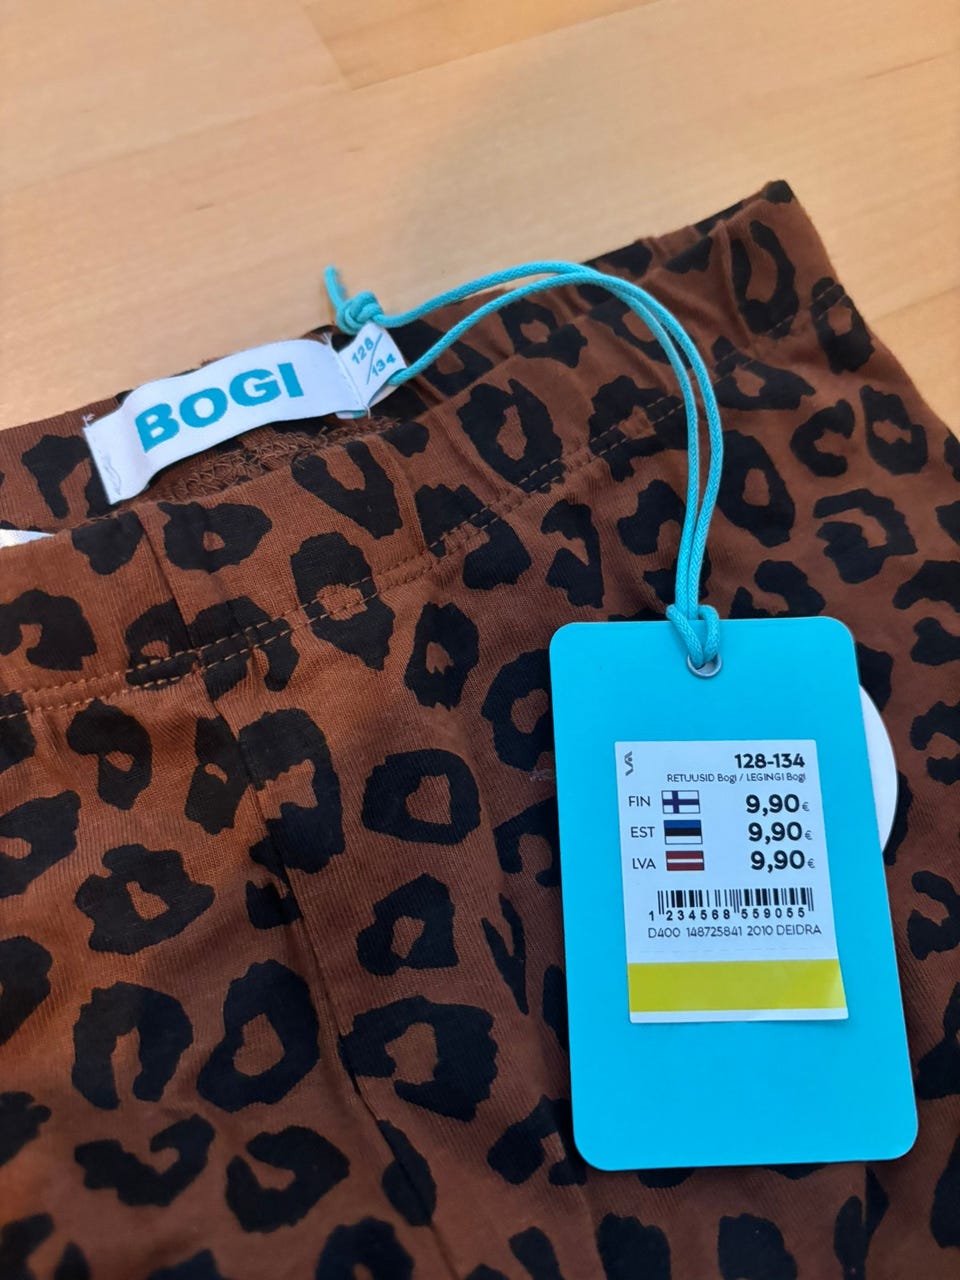 BOGI
128/134
128-134
RETUUSID Bogi / LEGINGI Bogi
FIN 9,90€
EST 9,90€
LVA 9,90€
1 234568 559055
D400 148725841 2010 DEIDRA